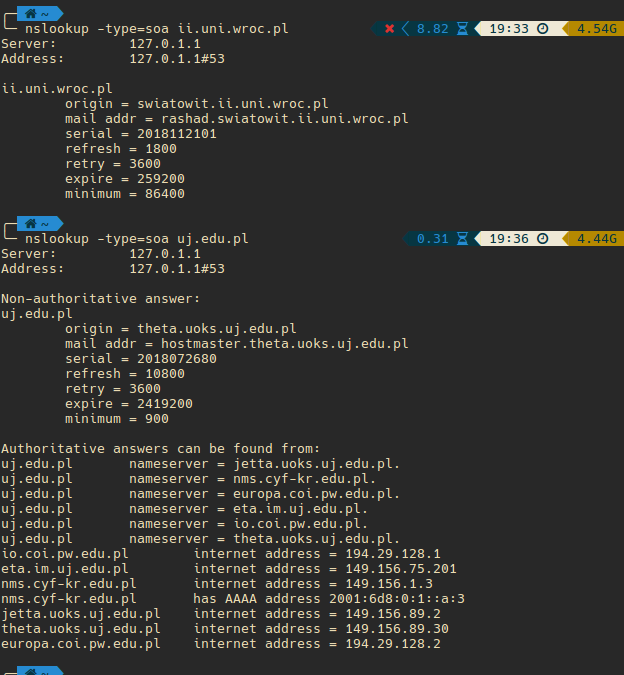 ~
nslookup -type=soa ii.uni.wroc.pl 8.82 19:33 4.54G
Server: 127.0.1.1
Address: 127.0.1.1#53
ii.uni.wroc.pl
origin = swiatowit.ii.uni.wroc.pl
mail addr = rashad.swiatowit.ii.uni.wroc.pl
serial = 2018112101
refresh = 1800
retry = 3600
expire = 259200
minimum = 86400
~
nslookup -type=soa uj.edu.pl 0.31 19:36 4.44G
Server: 127.0.1.1
Address: 127.0.1.1#53
Non-authoritative answer:
uj.edu.pl
origin = theta.uoks.uj.edu.pl
mail addr = hostmaster.theta.uoks.uj.edu.pl
serial = 2018072680
refresh = 10800
retry = 3600
expire = 2419200
minimum = 900
Authoritative answers can be found from:
uj.edu.pl nameserver = jetta.uoks.uj.edu.pl.
uj.edu.pl nameserver = nms.cyf-kr.edu.pl.
uj.edu.pl nameserver = europa.coi.pw.edu.pl.
uj.edu.pl nameserver = eta.im.uj.edu.pl.
uj.edu.pl nameserver = io.coi.pw.edu.pl.
uj.edu.pl nameserver = theta.uoks.uj.edu.pl.
io.coi.pw.edu.pl internet address = 194.29.128.1
eta.im.uj.edu.pl internet address = 149.156.75.201
nms.cyf-kr.edu.pl internet address = 149.156.1.3
nms.cyf-kr.edu.pl has AAAA address 2001:6d8:0:1::a:3
jetta.uoks.uj.edu.pl internet address = 149.156.89.2
theta.uoks.uj.edu.pl internet address = 149.156.89.30
europa.coi.pw.edu.pl internet address = 194.29.128.2
~